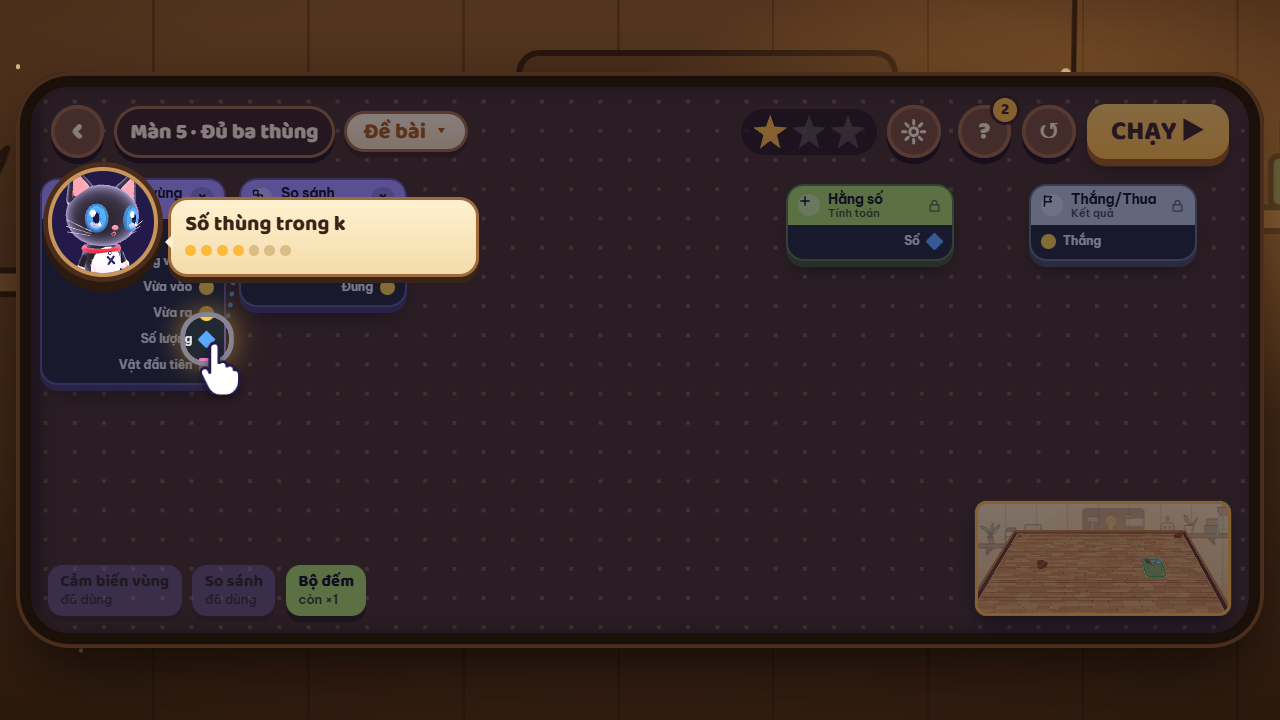 Màn 5 · Đủ ba thùng
Đề bài
2
?
CHẠY
vùng
So sánh
Số thùng trong k
Vừa vào
Đúng
Vừa ra
Số lượng
Vật đầu tiên
Hằng số
Tính toán
Số
Thắng/Thua
Kết quả
Thắng
Cảm biến vùng
đã dùng
So sánh
đã dùng
Bộ đếm
còn ×1